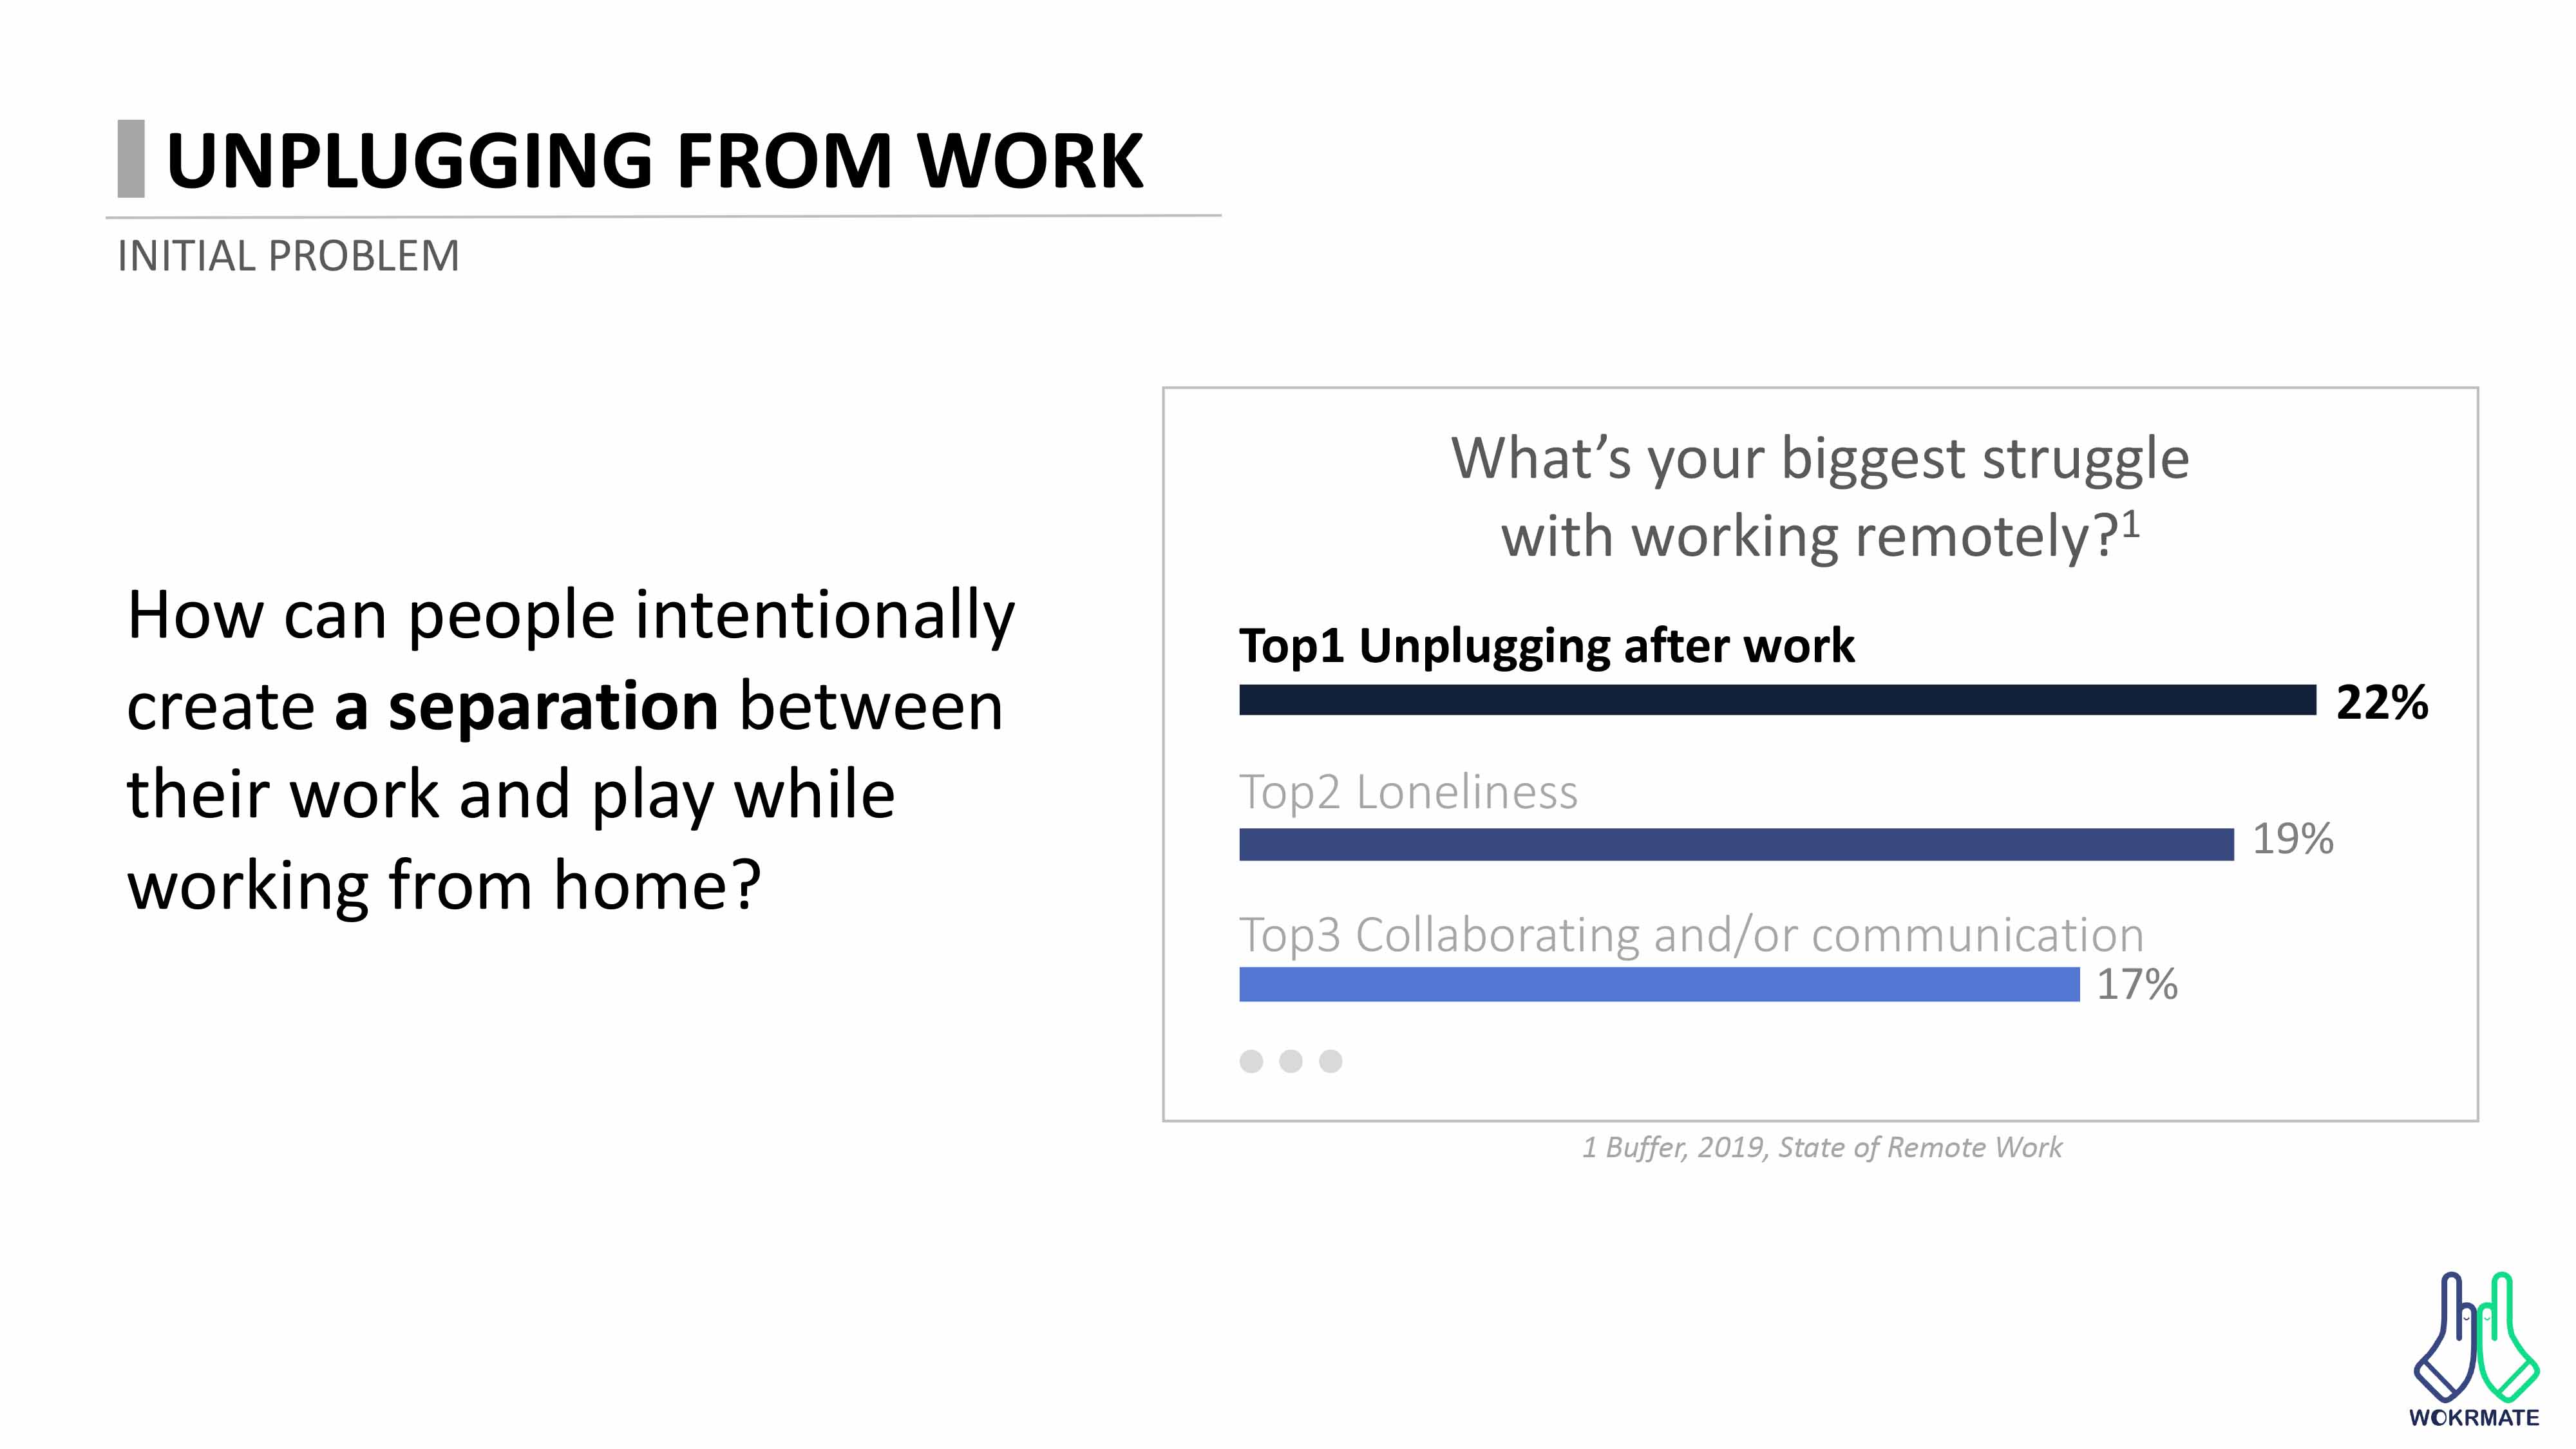 UNPLUGGING FROM WORK
INITIAL PROBLEM
How can people intentionally
create a separation between
their work and play while
working from home?
What’s your biggest struggle
with working remotely?1
Top1 Unplugging after work
22%
Top2 Loneliness
19%
Top3 Collaborating and/or communication
17%
1 Buffer, 2019, State of Remote Work
WOKRMATE